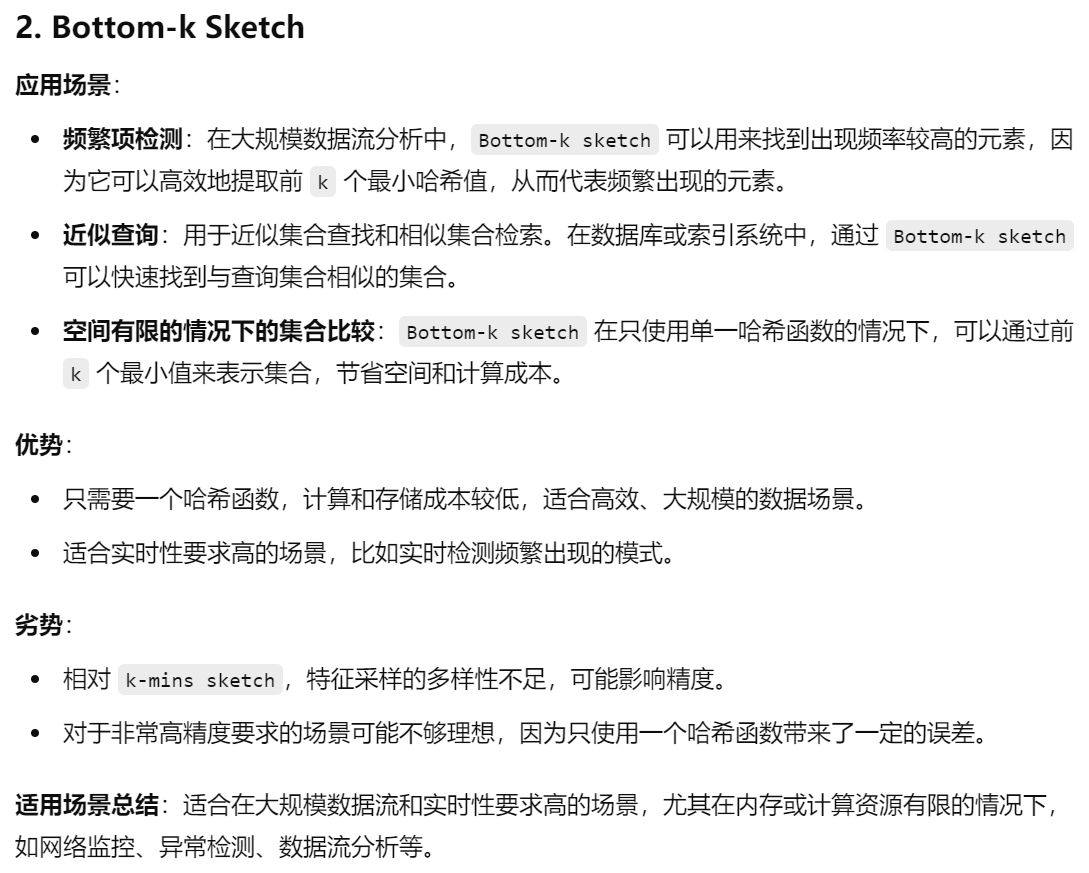 2. Bottom-k Sketch
应用场景：
• 频繁项检测：在大规模数据流分析中，Bottom-k sketch 可以用来找到出现频率较高的元素，因
为它可以高效地提取前 k 个最小哈希值，从而代表频繁出现的元素。
• 近似查询：用于近似集合查找和相似集合检索。在数据库或索引系统中，通过 Bottom-k sketch
可以快速找到与查询集合相似的集合。
• 空间有限的情况下的集合比较：Bottom-k sketch 在只使用单一哈希函数的情况下，可以通过前
k 个最小值来表示集合，节省空间和计算成本。
优势：
• 只需要一个哈希函数，计算和存储成本较低，适合高效、大规模的数据场景。
• 适合实时性要求高的场景，比如实时检测频繁出现的模式。
劣势：
• 相对 k-mins sketch，特征采样的多样性不足，可能影响精度。
• 对于非常高精度要求的场景可能不够理想，因为只使用一个哈希函数带来了一定的误差。
适用场景总结：适合在大规模数据流和实时性要求高的场景，尤其在内存或计算资源有限的情况下，
如网络监控、异常检测、数据流分析等。